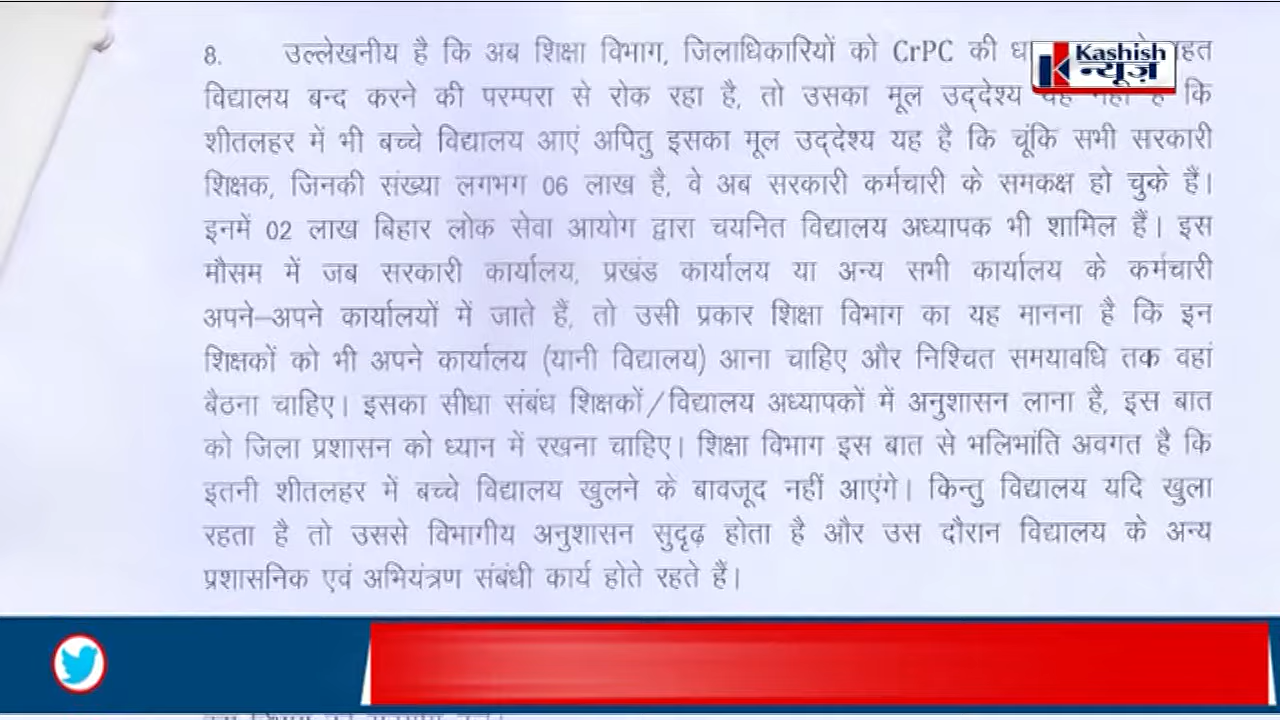 8. उल्लेखनीय है कि अब शिक्षा विभाग, जिलाधिकारियों को CrPC की
Kashish
न्यूज़
विद्यालय बन्द करने की परम्परा से रोक रहा है, तो उसका मूल उद्देश्य यह नहीं है कि
शीतलहर में भी बच्चे विद्यालय आएं अपितु इसका मूल उद्देश्य यह है कि चूंकि सभी सरकारी
शिक्षक, जिनकी संख्या लगभग 06 लाख है, वे अब सरकारी कर्मचारी के समकक्ष हो चुके हैं।
इनमें 02 लाख बिहार लोक सेवा आयोग द्वारा चयनित विद्यालय अध्यापक भी शामिल हैं। इस
मौसम में जब सरकारी कार्यालय, प्रखंड कार्यालय या अन्य सभी कार्यालय के कर्मचारी
अपने–अपने कार्यालयों में जाते हैं, तो उसी प्रकार शिक्षा विभाग का यह मानना है कि इन
शिक्षकों को भी अपने कार्यालय (यानी विद्यालय) आना चाहिए और निश्चित समयावधि तक वहां
बैठना चाहिए। इसका सीधा संबंध शिक्षकों/विद्यालय अध्यापकों में अनुशासन लाना है, इस बात
को जिला प्रशासन को ध्यान में रखना चाहिए। शिक्षा विभाग इस बात से भलिभांति अवगत है कि
इतनी शीतलहर में बच्चे विद्यालय खुलने के बावजूद नहीं आएंगे। किन्तु विद्यालय यदि खुला
रहता है तो उससे विभागीय अनुशासन सुदृढ़ होता है और उस दौरान विद्यालय के अन्य
प्रशासनिक एवं अभियंत्रण संबंधी कार्य होते रहते हैं।